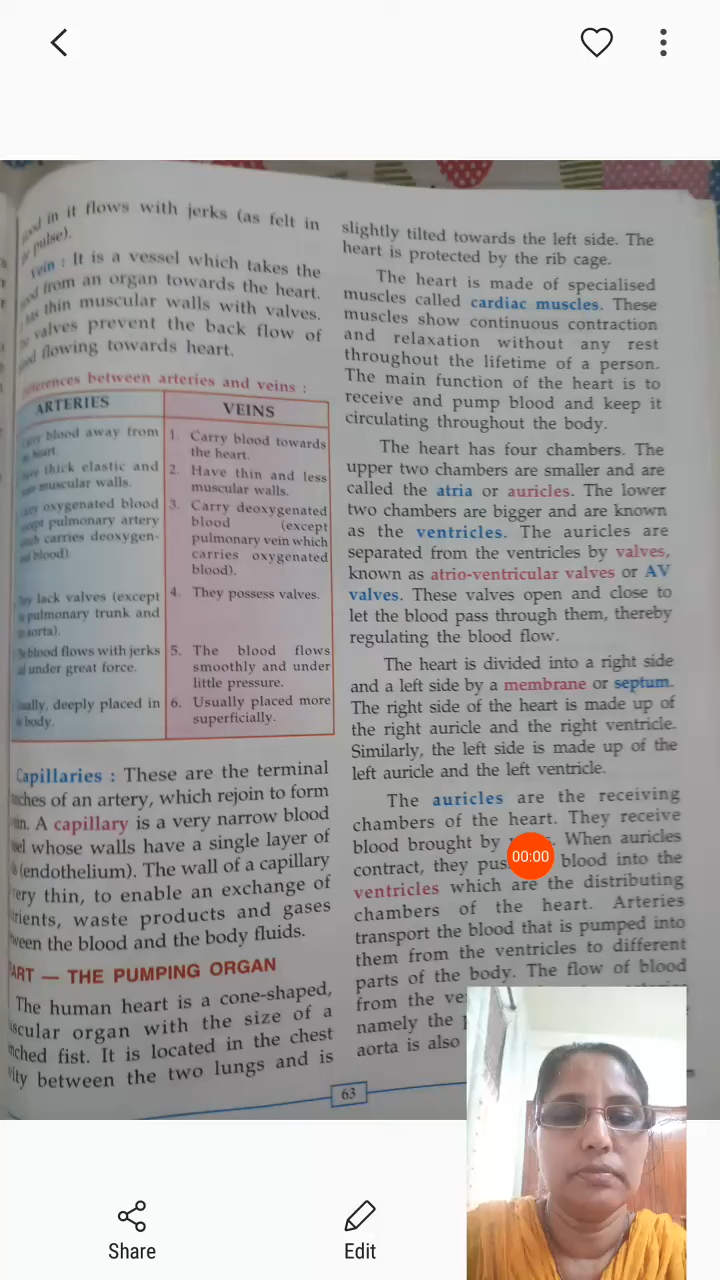 in it flows with jerks (as felt in
pulse).
vein : It is a vessel which takes the
from an organ towards the heart.
thin muscular walls with valves.
valves prevent the back flow of
flowing towards heart.
between arteries and veins :
ARTERIES
blood away from
thick elastic and
muscular walls.
oxygenated blood
pulmonary artery
carries deoxygen-
blood).
lack valves (except
pulmonary trunk and
blood flows with jerks
under great force.
deeply placed in
body.
VEINS
1. Carry blood towards
the heart.
2. Have thin and less
muscular walls.
3. Carry deoxygenated
blood (except
pulmonary vein which
carries oxygenated
blood).
4. They possess valves.
5. The blood flows
smoothly and under
little pressure.
6. Usually placed more
superficially.
Capillaries : These are the terminal
of an artery, which rejoin to form
A capillary is a very narrow blood
whose walls have a single layer of
(endothelium). The wall of a capillary
thin, to enable an exchange of
waste products and gases
the blood and the body fluids.
— THE PUMPING ORGAN
The human heart is a cone-shaped,
organ with the size of a
fist. It is located in the chest
between the two lungs and is
slightly tilted towards the left side. The
heart is protected by the rib cage.
The heart is made of specialised
muscles called cardiac muscles. These
muscles show continuous contraction
and relaxation without any rest
throughout the lifetime of a person.
The main function of the heart is to
receive and pump blood and keep it
circulating throughout the body.
The heart has four chambers. The
upper two chambers are smaller and are
called the atria or auricles. The lower
two chambers are bigger and are known
as the ventricles. The auricles are
separated from the ventricles by valves,
known as atrio-ventricular valves or AV
valves. These valves open and close to
let the blood pass through them, thereby
regulating the blood flow.
The heart is divided into a right side
and a left side by a membrane or septum.
The right side of the heart is made up of
the right auricle and the right ventricle.
Similarly, the left side is made up of the
left auricle and the left ventricle.
The auricles are the receiving
chambers of the heart. They receive
blood brought by When auricles
contract, they blood into the
ventricles which are the distributing
chambers of the heart. Arteries
transport the blood that is pumped into
them from the ventricles to different
parts of the body. The flow of blood
from the
namely the
aorta is also
00:00
63
Share
Edit